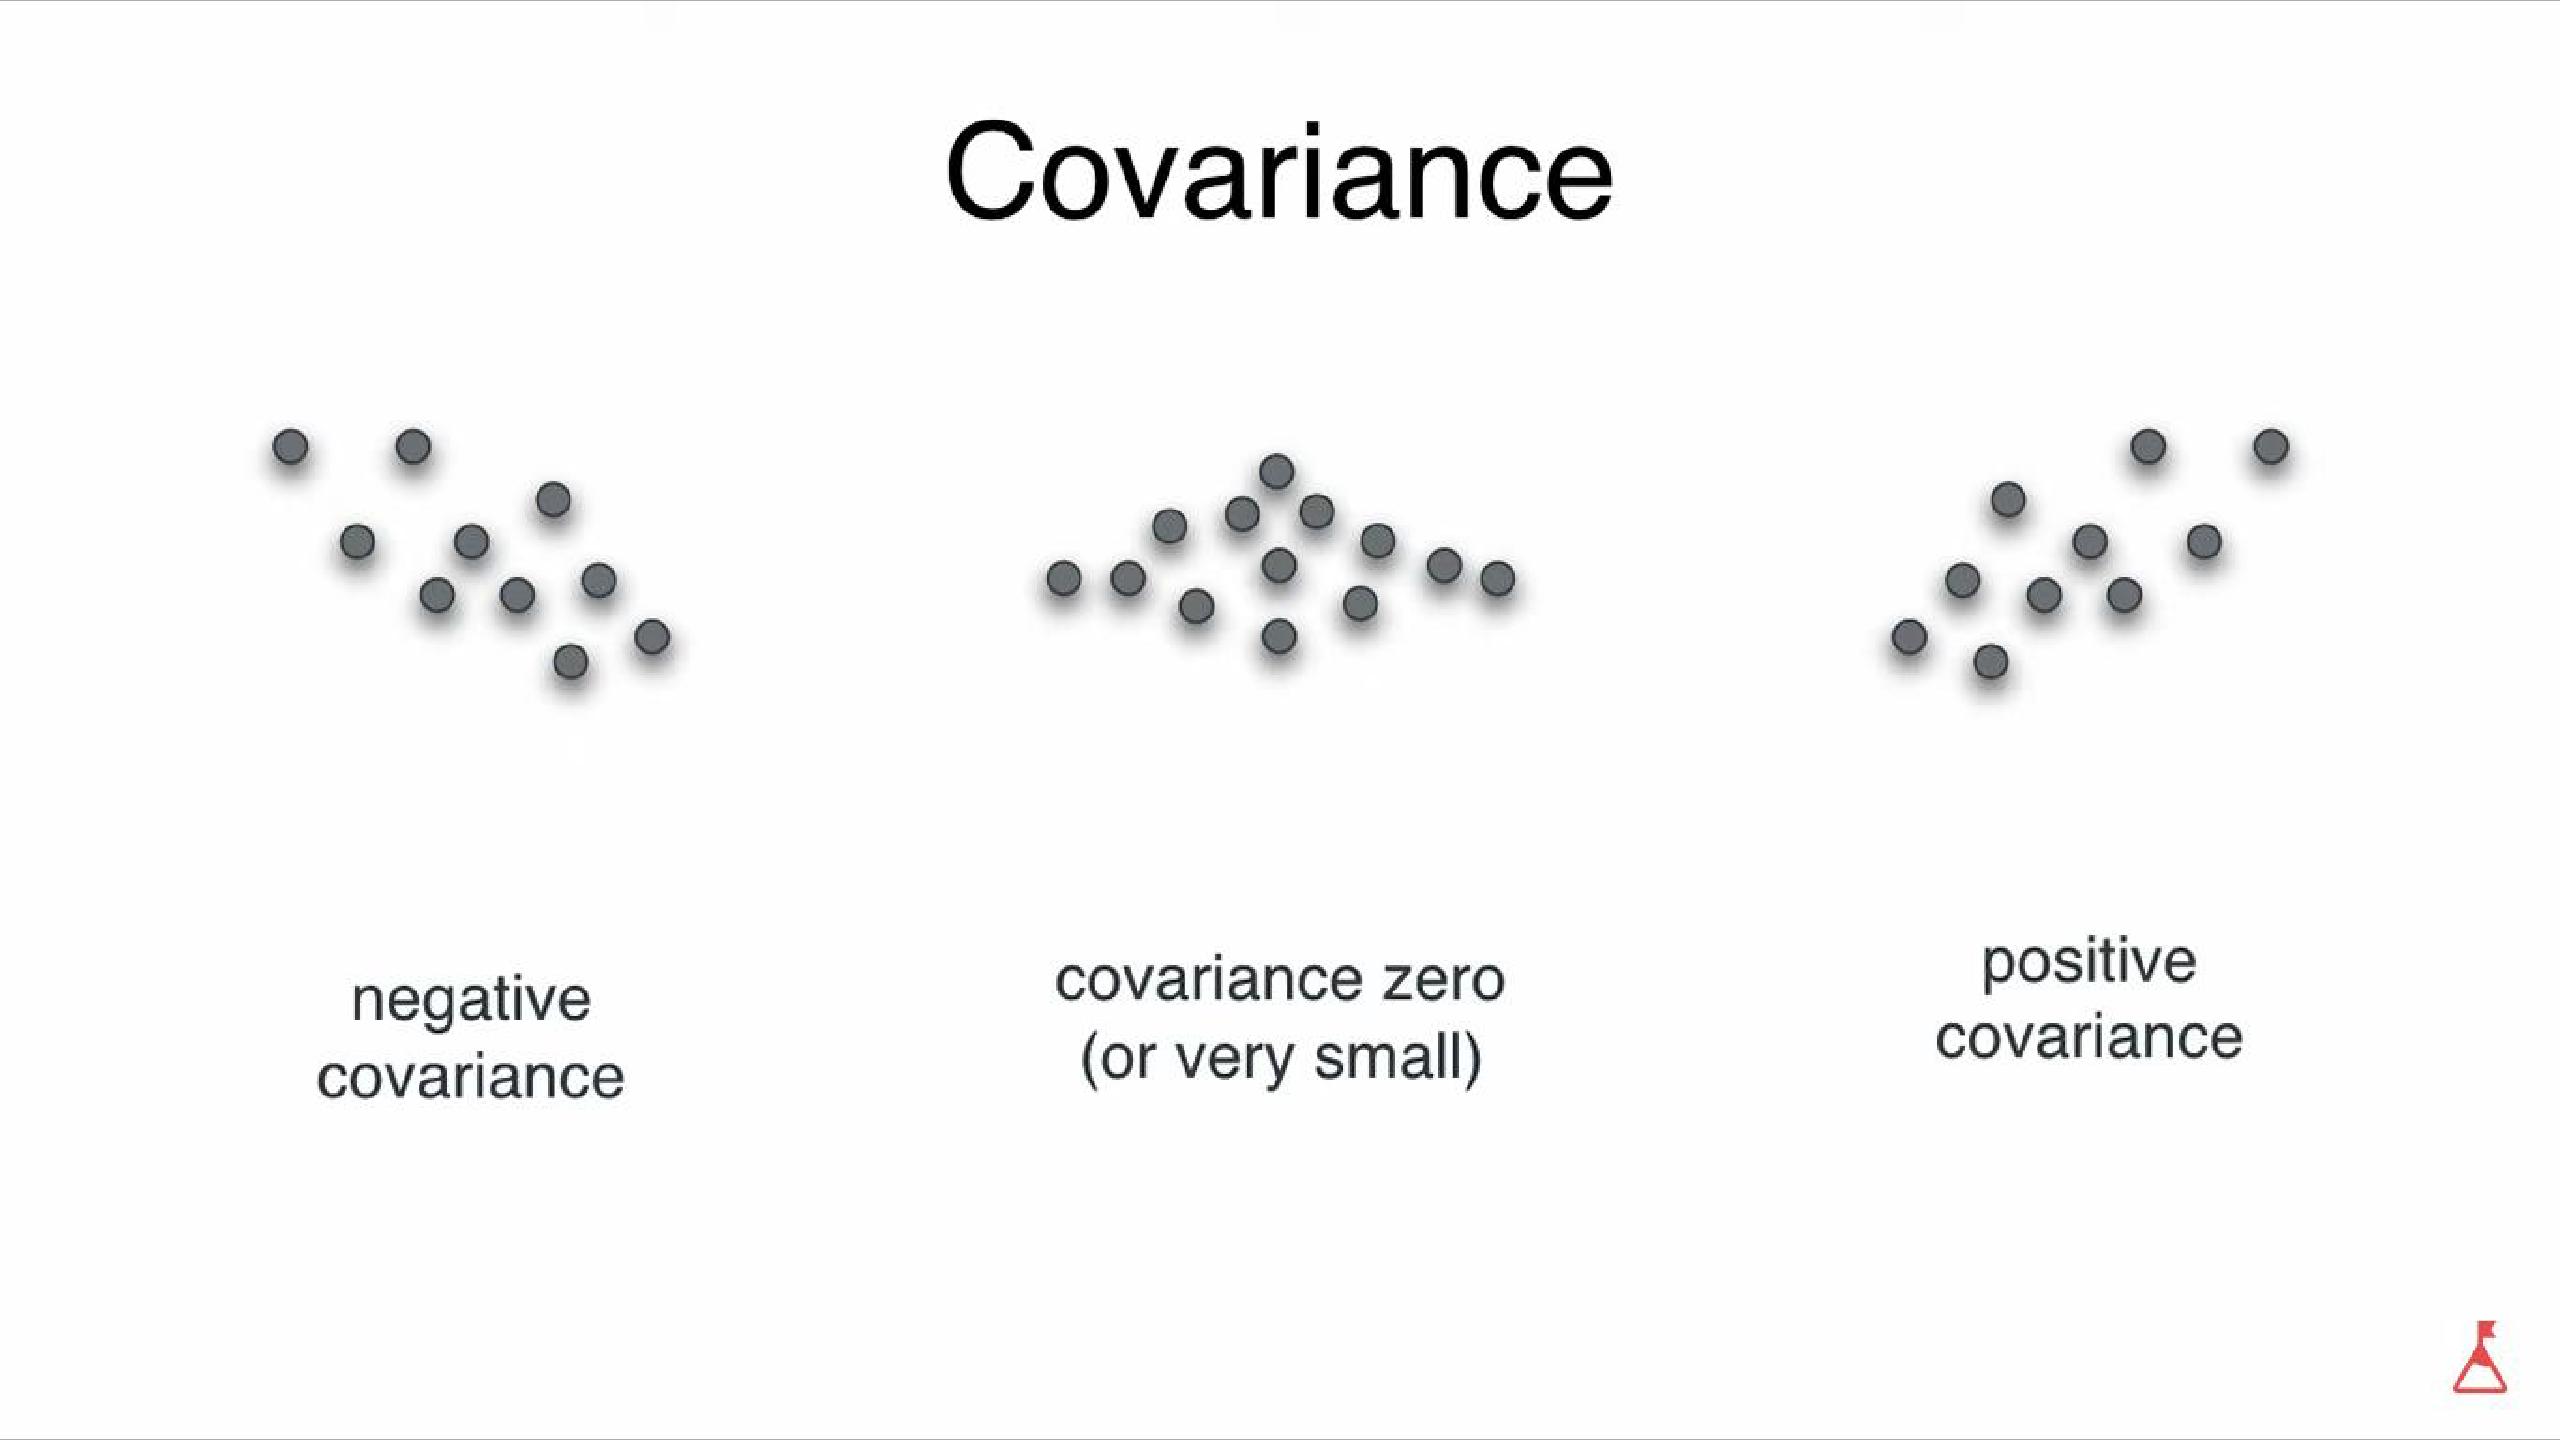 Covariance
negative
covariance
covariance zero
(or very small)
positive
covariance